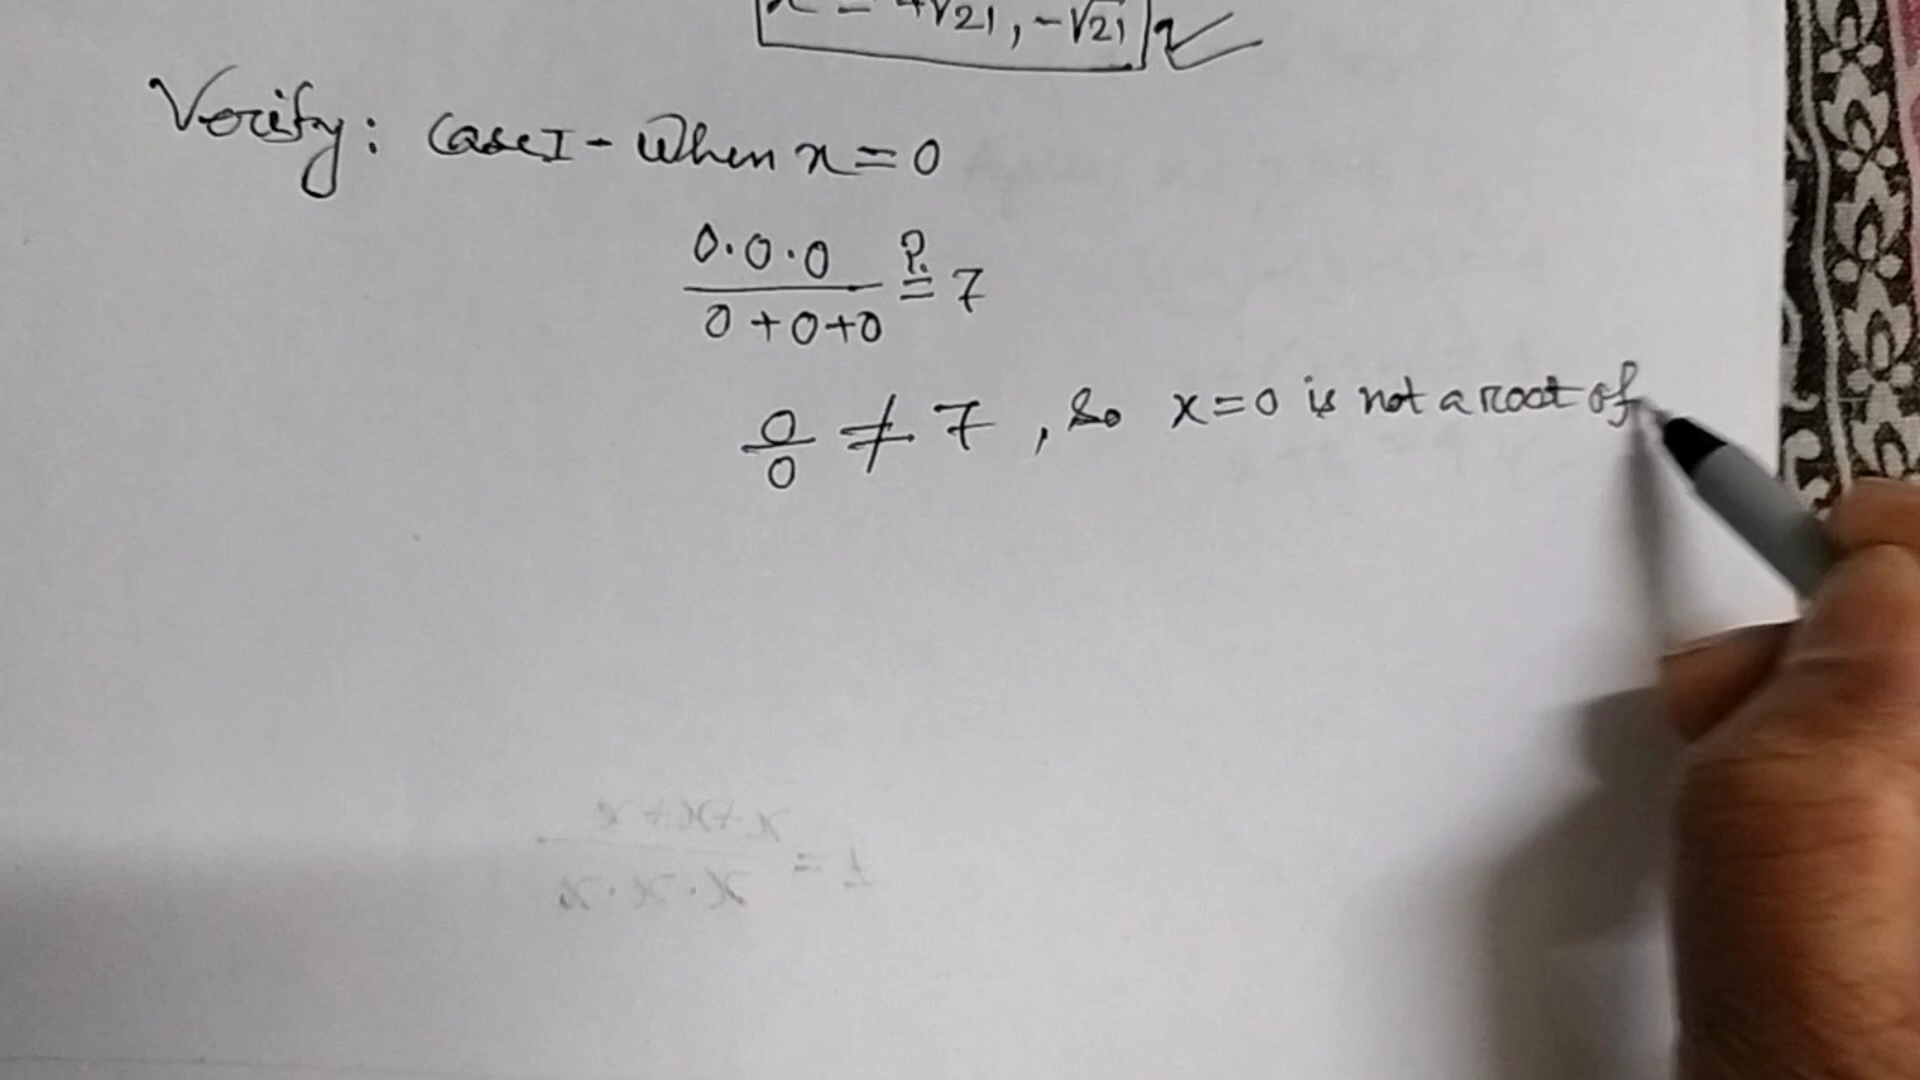 x = +√21, -√21
Verify: Case I - When x = 0
0·0·0 / 0+0+0 ?= 7
0/0 ≠ 7, So x = 0 is not a root of
x+x+x / x·x·x = 1